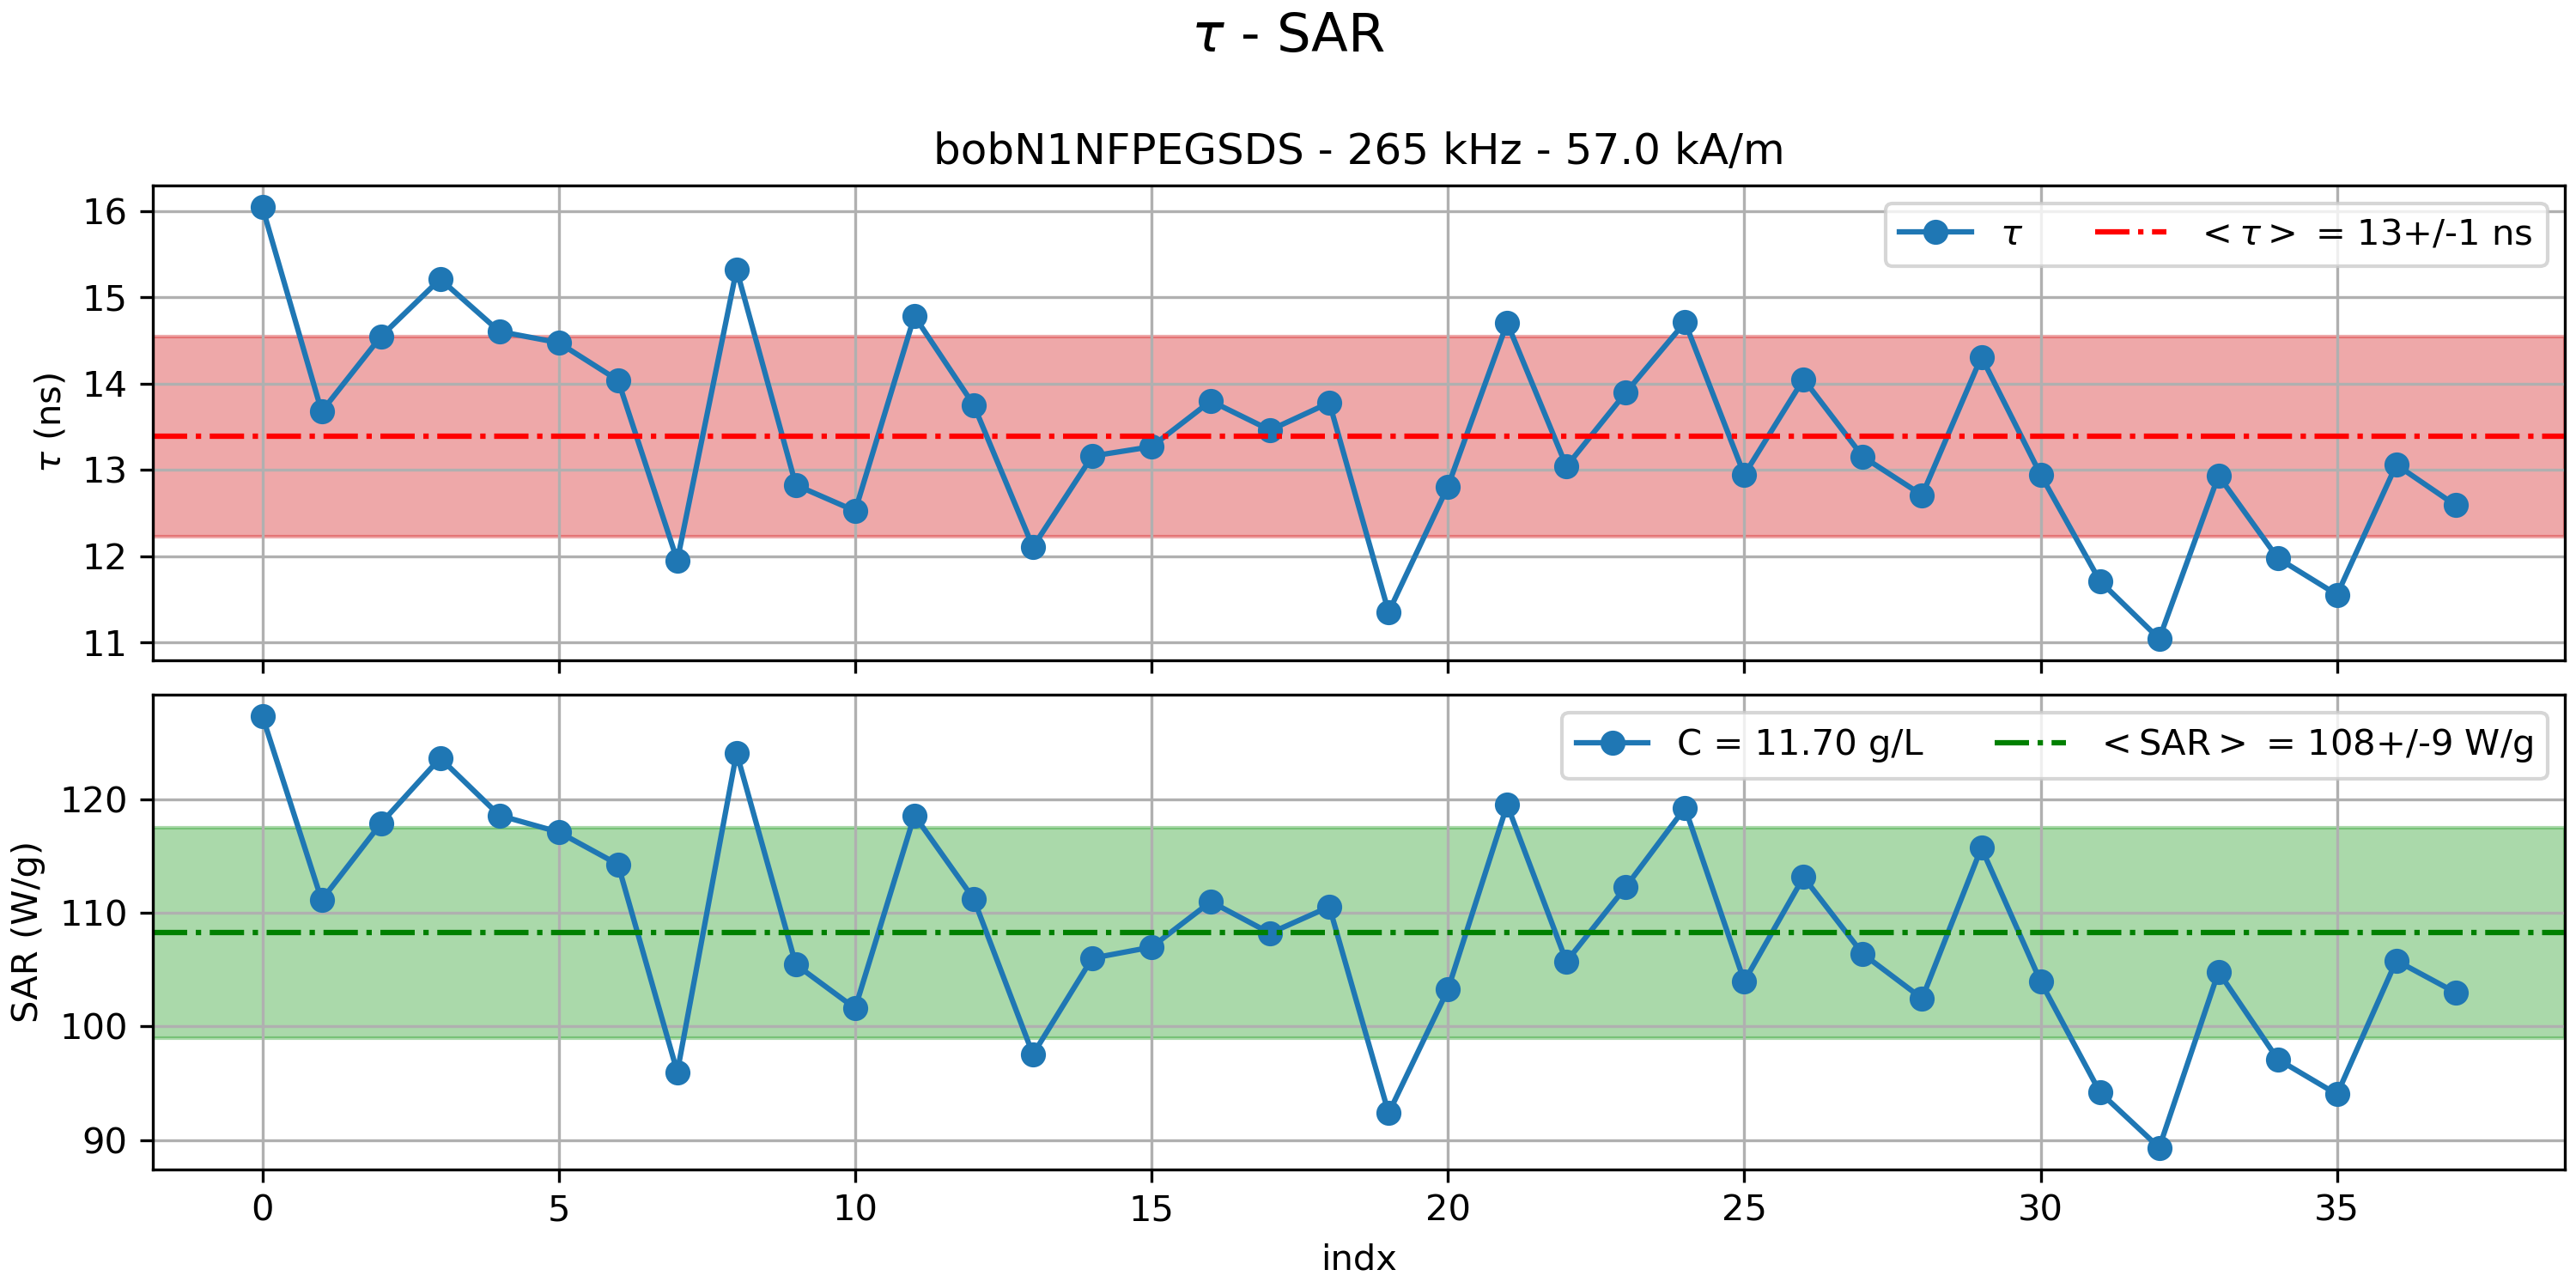 τ - SAR
bobN1NFPEGSDS - 265 kHz - 57.0 kA/m
16
15
14
13
12
11
τ (ns)
τ
<τ> = 13+/-1 ns
120
110
100
90
SAR (W/g)
C = 11.70 g/L
<SAR> = 108+/-9 W/g
0 5 10 15 20 25 30 35
indx